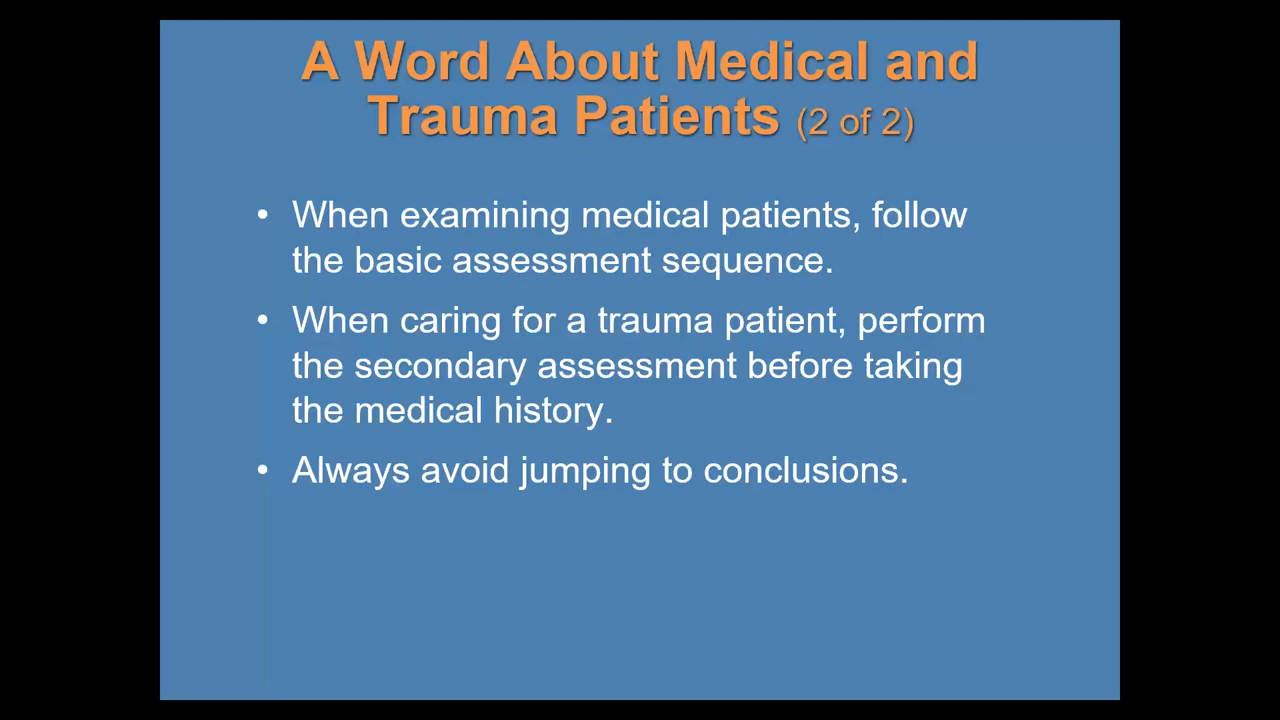 A Word About Medical and
Trauma Patients (2 of 2)
• When examining medical patients, follow
the basic assessment sequence.
• When caring for a trauma patient, perform
the secondary assessment before taking
the medical history.
• Always avoid jumping to conclusions.